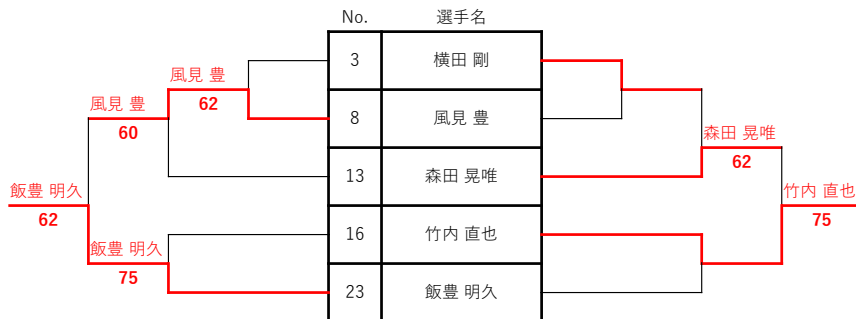 No. 選手名
3 横田 剛
風見 豊
62
風見 豊
60
8 風見 豊
森田 晃唯
62
13 森田 晃唯
飯豊 明久
62
竹内 直也
75
16 竹内 直也
飯豊 明久
75
23 飯豊 明久